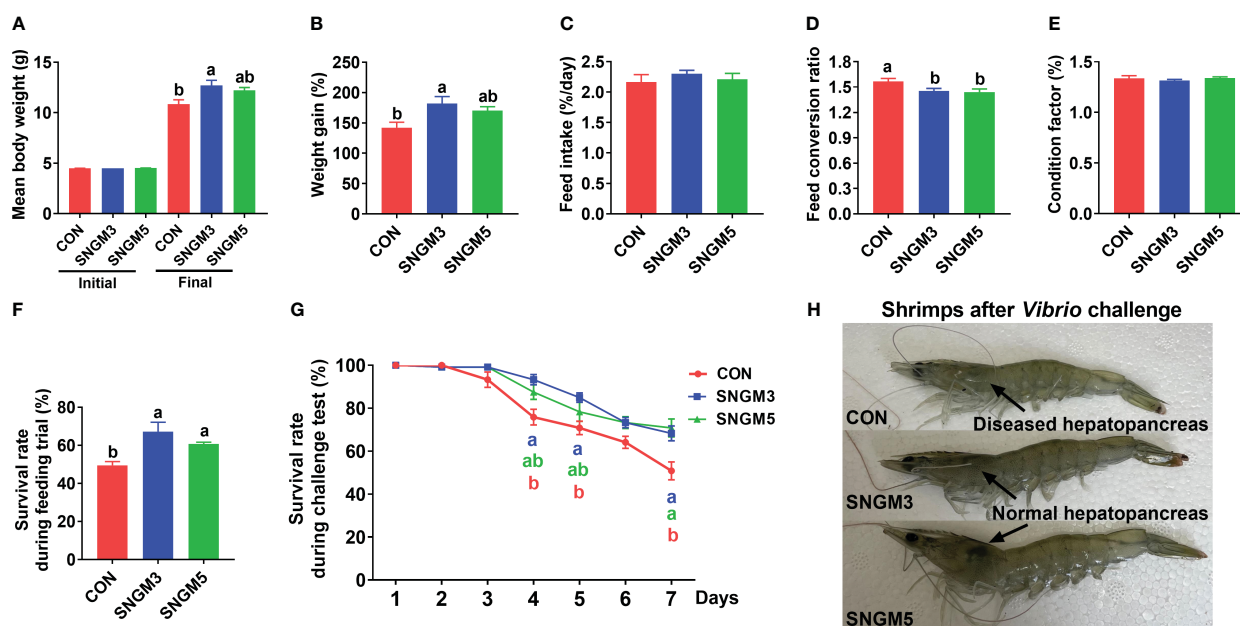 A
Mean body weight (g)
15
10
5
0
b
a
ab
CON
SNGM3
SNGM5
CON
SNGM3
SNGM5
Initial
Final
B
Weight gain (%)
250
200
150
100
50
0
b
a
ab
CON
SNGM3
SNGM5
C
Feed intake (%/day)
2.5
2.0
1.5
1.0
0.5
0.0
CON
SNGM3
SNGM5
D
Feed conversion ratio
1.8
1.5
1.2
0.9
0.6
0.3
0.0
a
b
b
CON
SNGM3
SNGM5
E
Condition factor (%)
1.5
1.0
0.5
0.0
CON
SNGM3
SNGM5
F
Survival rate
during feeding trial (%)
80
60
40
20
0
b
a
a
CON
SNGM3
SNGM5
G
Survival rate
during challenge test (%)
100
80
60
40
20
0
CON
SNGM3
SNGM5
a
ab
b
a
ab
b
a
a
b
1 2 3 4 5 6 7 Days
H
Shrimps after Vibrio challenge
CON
Diseased hepatopancreas
SNGM3
Normal hepatopancreas
SNGM5